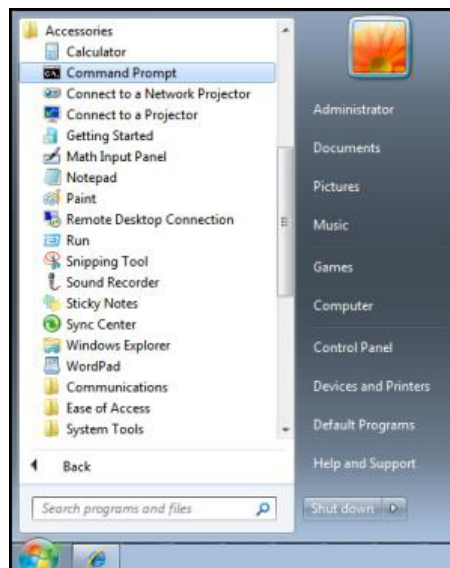 Accessories
Calculator
Command Prompt
Connect to a Network Projector
Connect to a Projector
Getting Started
Math Input Panel
Notepad
Paint
Remote Desktop Connection
Run
Snipping Tool
Sound Recorder
Sticky Notes
Sync Center
Windows Explorer
WordPad
Communications
Ease of Access
System Tools
Back
Search programs and files
Administrator
Documents
Pictures
Music
Games
Computer
Control Panel
Devices and Printers
Default Programs
Help and Support
Shut down